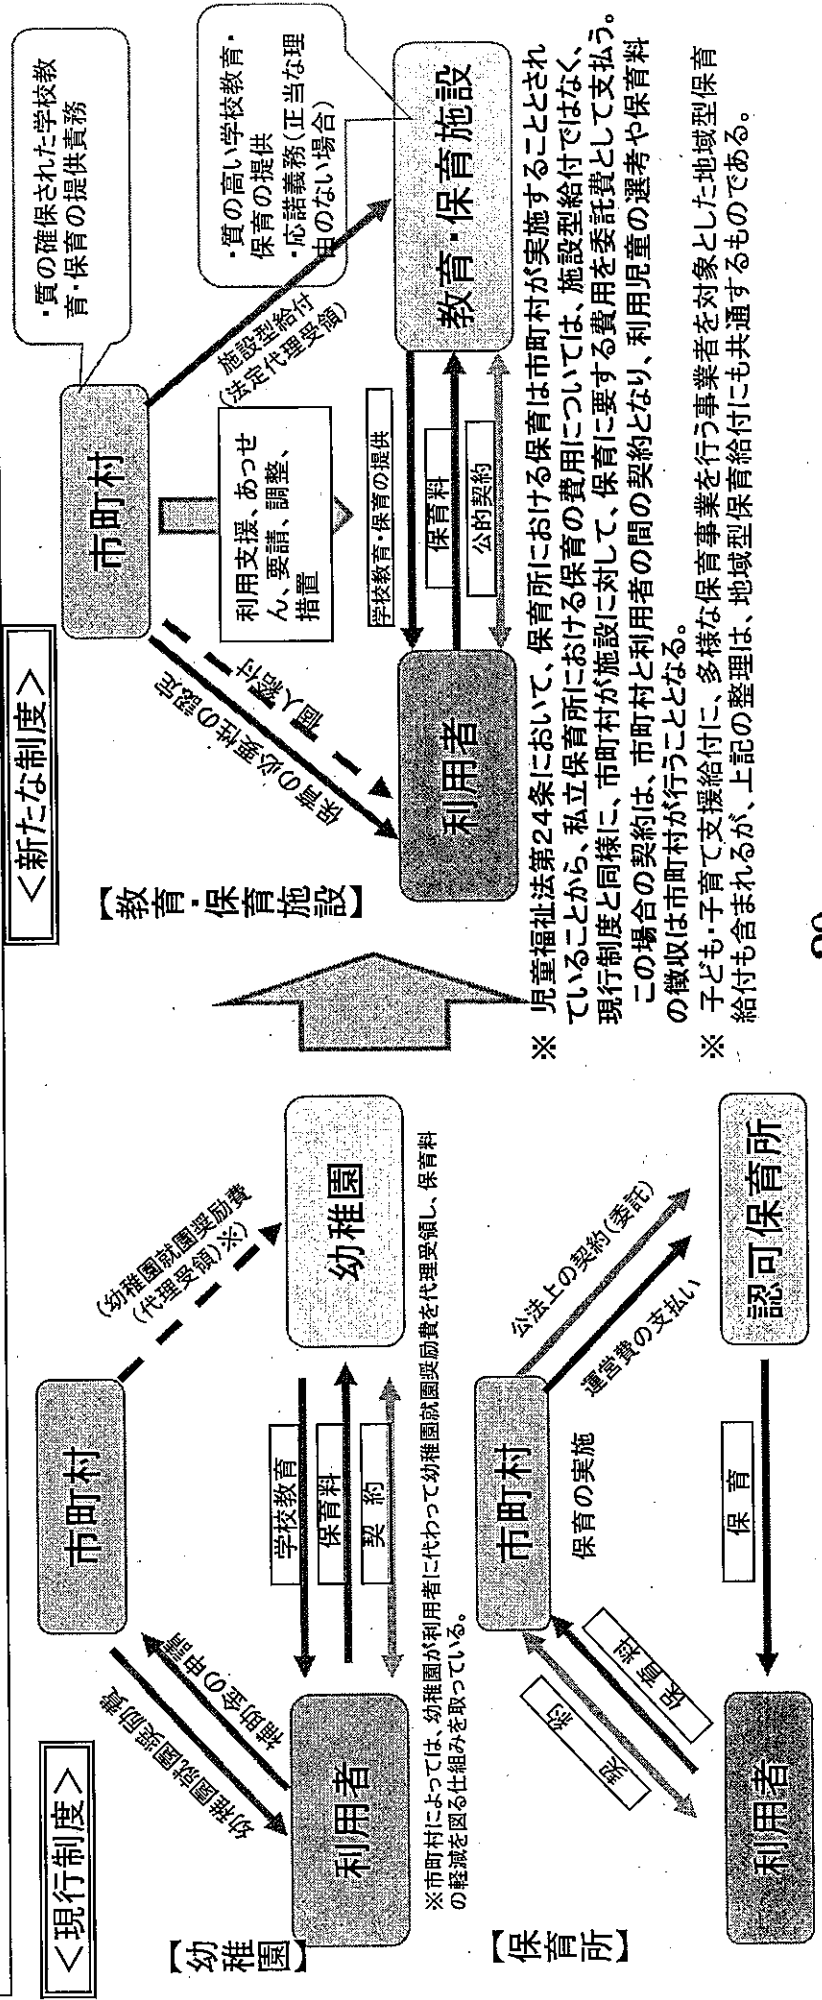 <現行制度>
【幼稚園】
市町村
幼稚園就園奨励費
補助金の申請
(幼稚園就園奨励費
(代理受領)※)
利用者
学校教育
保育料
契 約
幼稚園
※市町村によっては、幼稚園が利用者に代わって幼稚園就園奨励費を代理受領し、保育料
の軽減を図る仕組みを取っている。
【保育所】
市町村
保育の実施
契 約
保育料
公法上の契約(委託)
運営費の支払い
利用者
保 育
認可保育所
<新たな制度>
【教育・保育施設】
市町村
・質の確保された学校教
育・保育の提供責務
保育の必要性の認定
個人給付
利用支援、あっせ
ん、要請、調整、
措置
施設型給付
(法定代理受領)
・質の高い学校教育・
保育の提供
・応諾義務(正当な理
由のない場合)
利用者
学校教育・保育の提供
保育料
公的契約
教育・保育施設
※ 児童福祉法第24条において、保育所における保育は市町村が実施することとされ
ていることから、私立保育所における保育の費用については、施設型給付ではなく、
現行制度と同様に、市町村が施設に対して、保育に要する費用を委託費として支払う。
この場合の契約は、市町村と利用者の間の契約となり、利用児童の選考や保育料
の徴収は市町村が行うこととなる。
※ 子ども・子育て支援給付に、多様な保育事業を行う事業者を対象とした地域型保育
給付も含まれるが、上記の整理は、地域型保育給付にも共通するものである。